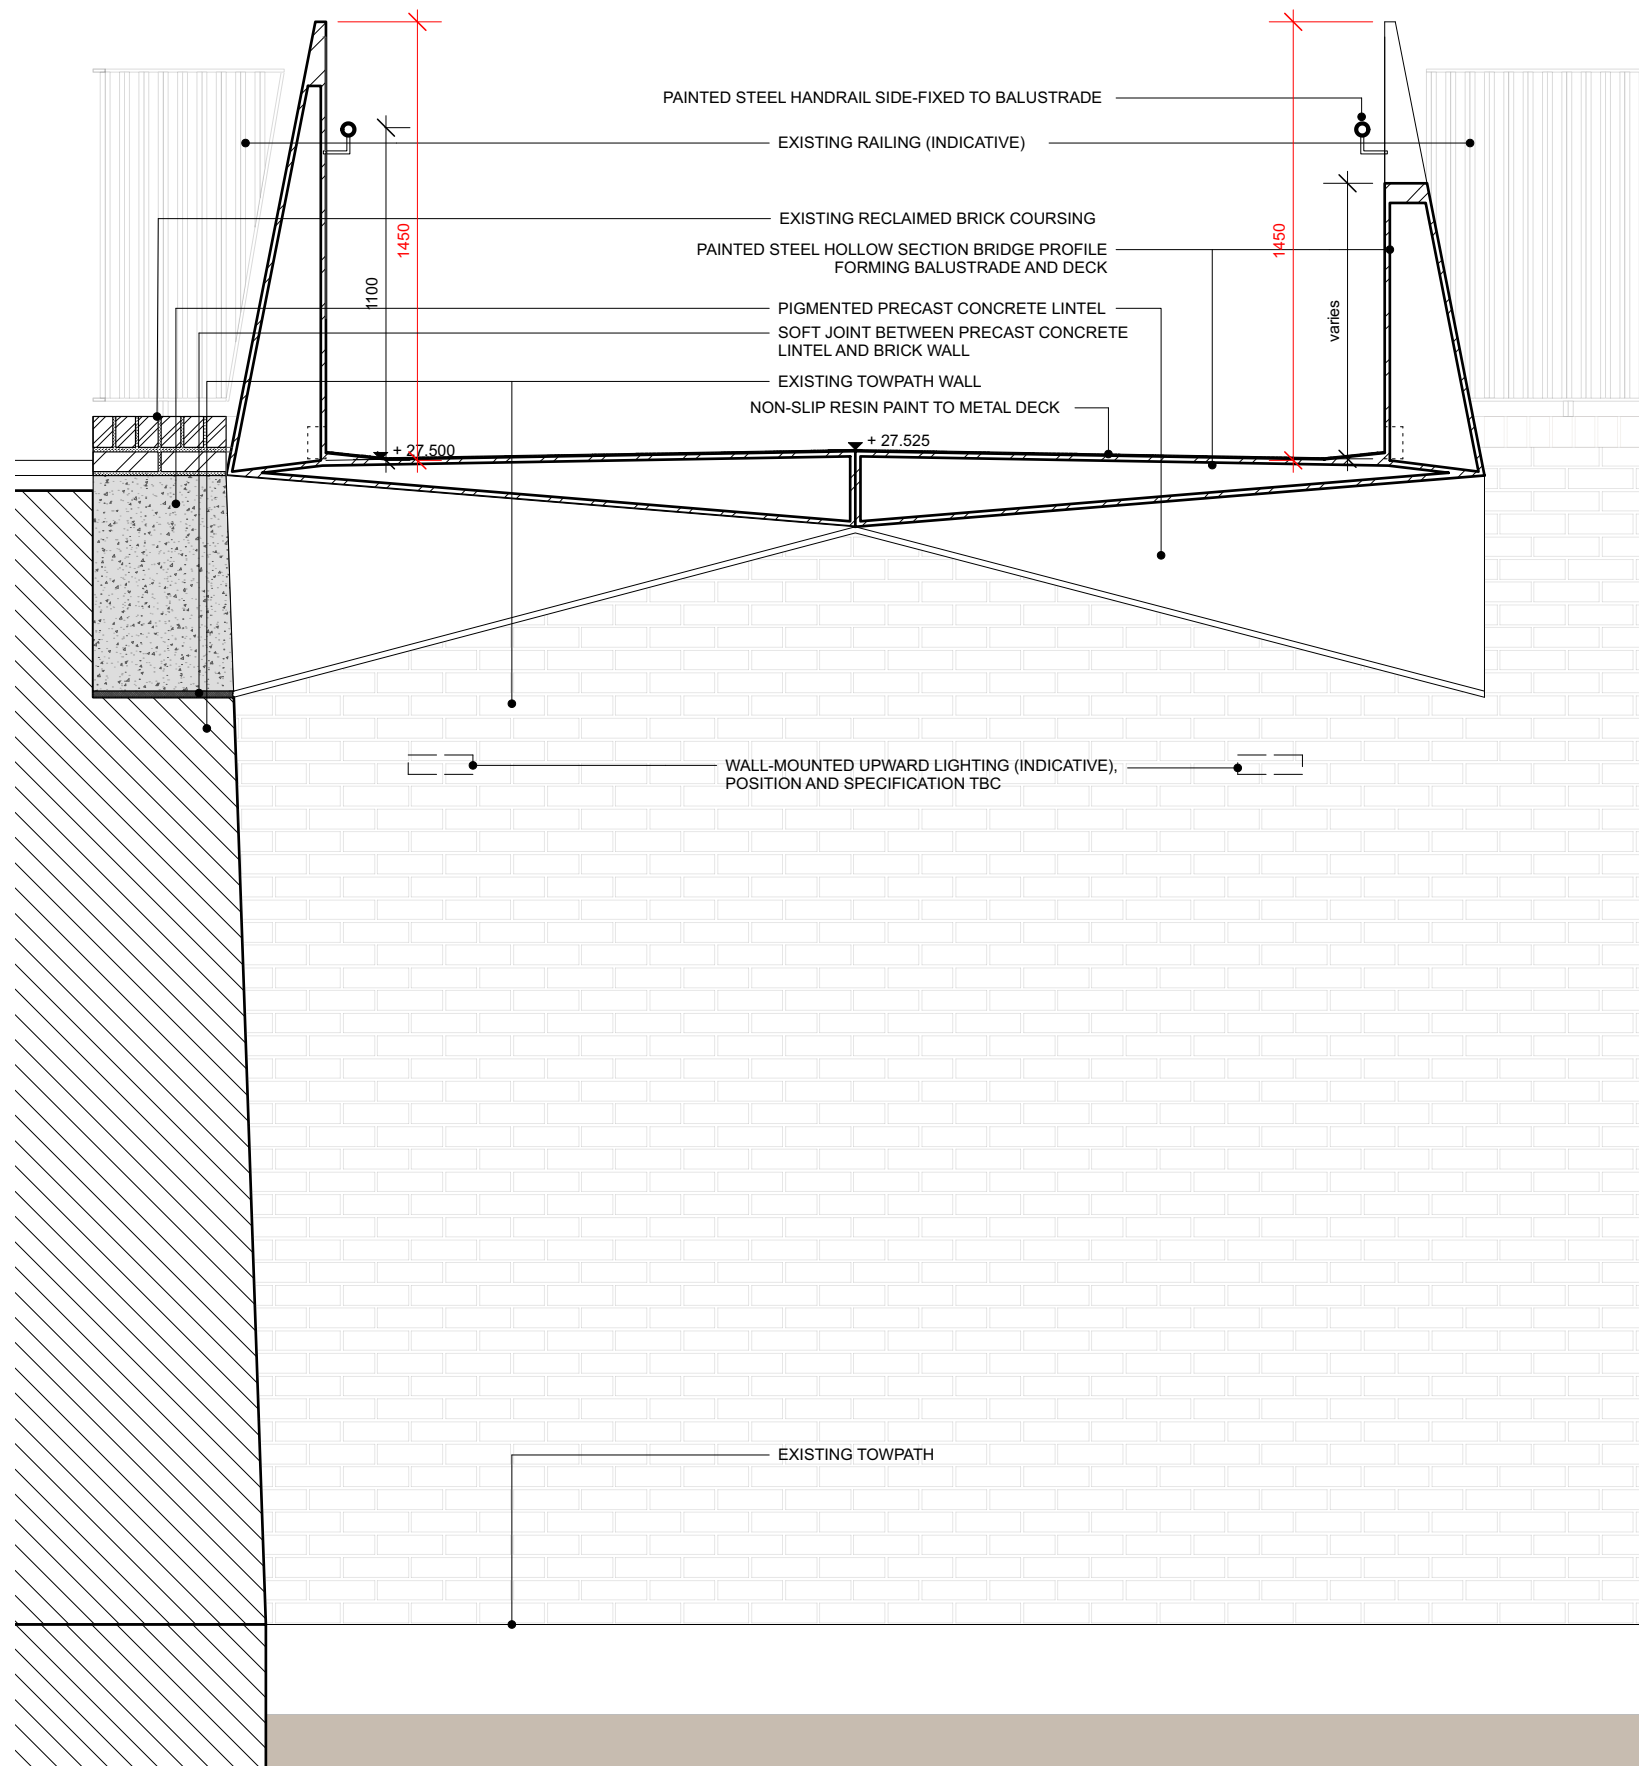 PAINTED STEEL HANDRAIL SIDE-FIXED TO BALUSTRADE
EXISTING RAILING (INDICATIVE)
EXISTING RECLAIMED BRICK COURSING
1450
1450
PAINTED STEEL HOLLOW SECTION BRIDGE PROFILE
FORMING BALUSTRADE AND DECK
1100
varies
PIGMENTED PRECAST CONCRETE LINTEL
SOFT JOINT BETWEEN PRECAST CONCRETE
LINTEL AND BRICK WALL
EXISTING TOWPATH WALL
NON-SLIP RESIN PAINT TO METAL DECK
+ 27.500
+ 27.525
WALL-MOUNTED UPWARD LIGHTING (INDICATIVE),
POSITION AND SPECIFICATION TBC
EXISTING TOWPATH